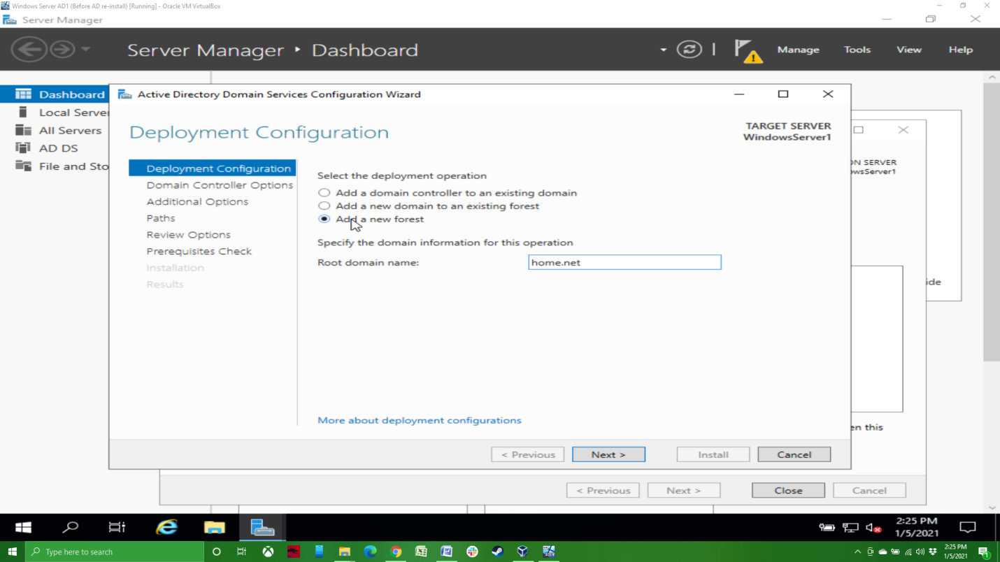 Windows Server AD1 (Before AD re-install) [Running] - Oracle VM VirtualBox
Server Manager
Server Manager ‣ Dashboard
Manage Tools View Help
Dashboard
Local Server
All Servers
AD DS
File and Sto
Active Directory Domain Services Configuration Wizard
Deployment Configuration
TARGET SERVER
WindowsServer1
Deployment Configuration
Domain Controller Options
Additional Options
Paths
Review Options
Prerequisites Check
Installation
Results
Select the deployment operation
Add a domain controller to an existing domain
Add a new domain to an existing forest
Add a new forest
Specify the domain information for this operation
Root domain name: home.net
More about deployment configurations
< Previous Next > Install Cancel
ON SERVER
owsServer1
ide
en this
< Previous Next > Close Cancel
2:25 PM
1/5/2021
Type here to search
2:25 PM
1/5/2021